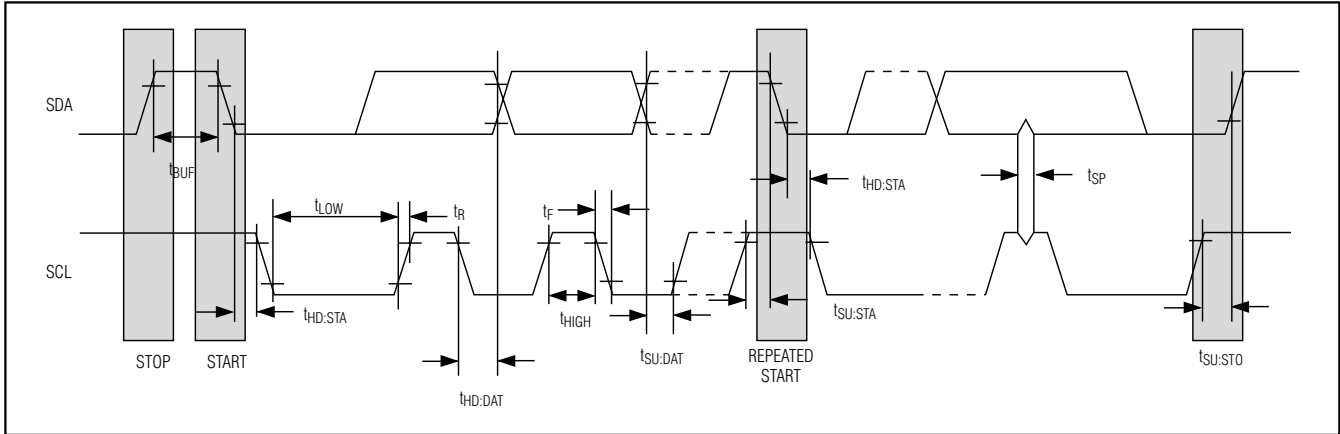 SDA
tBUF
tHD:STA
tSP
tLOW
tR
tF
SCL
tHD:STA
tHIGH
tSU:STA
tSU:DAT
tSU:STO
STOP
START
REPEATED
START
tHD:DAT